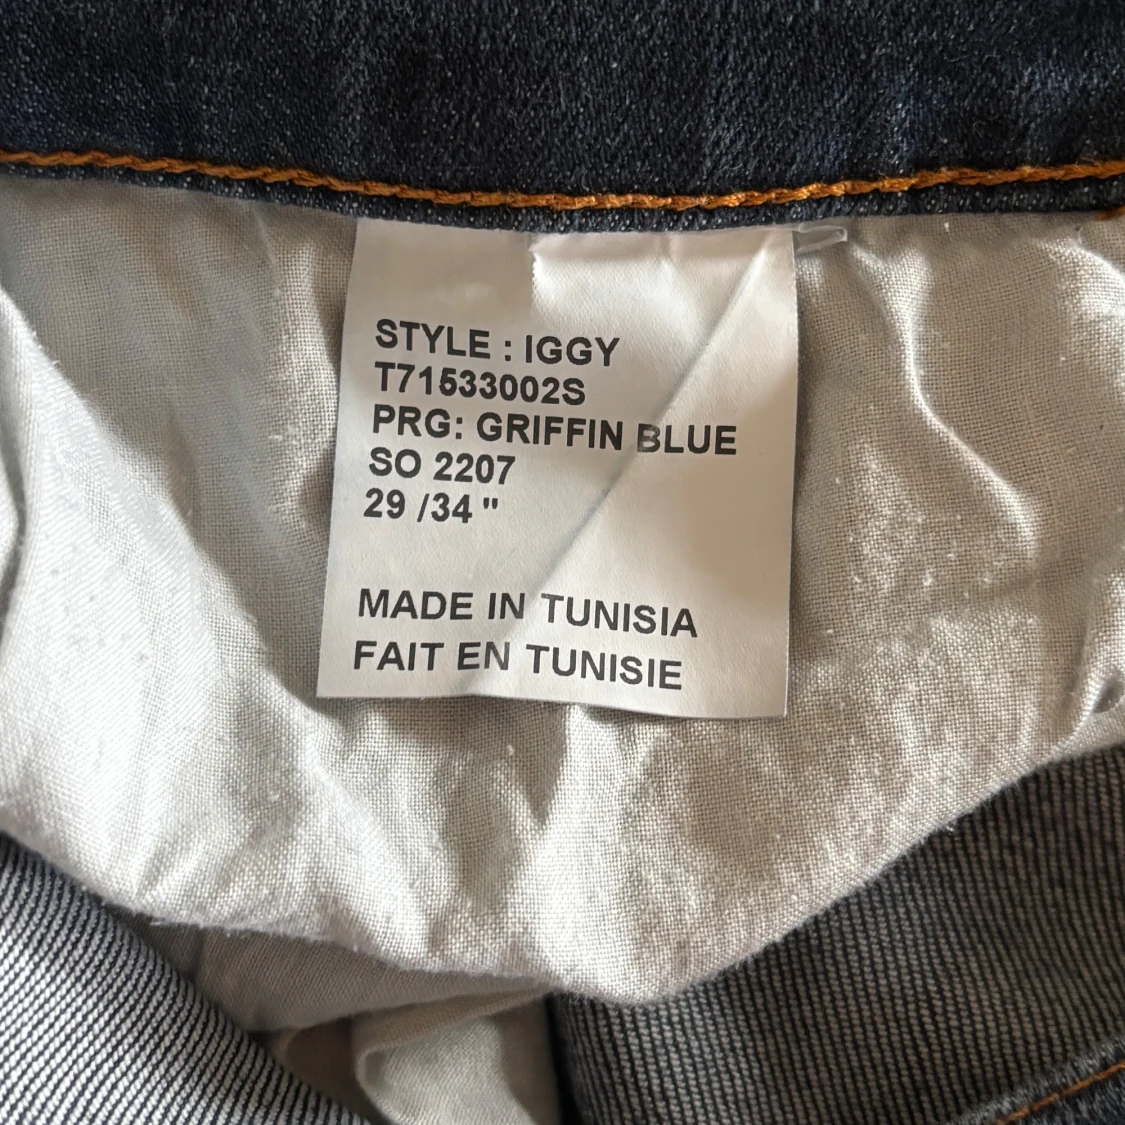 STYLE : IGGY
T71533002S
PRG: GRIFFIN BLUE
SO 2207
29 /34 "
MADE IN TUNISIA
FAIT EN TUNISIE